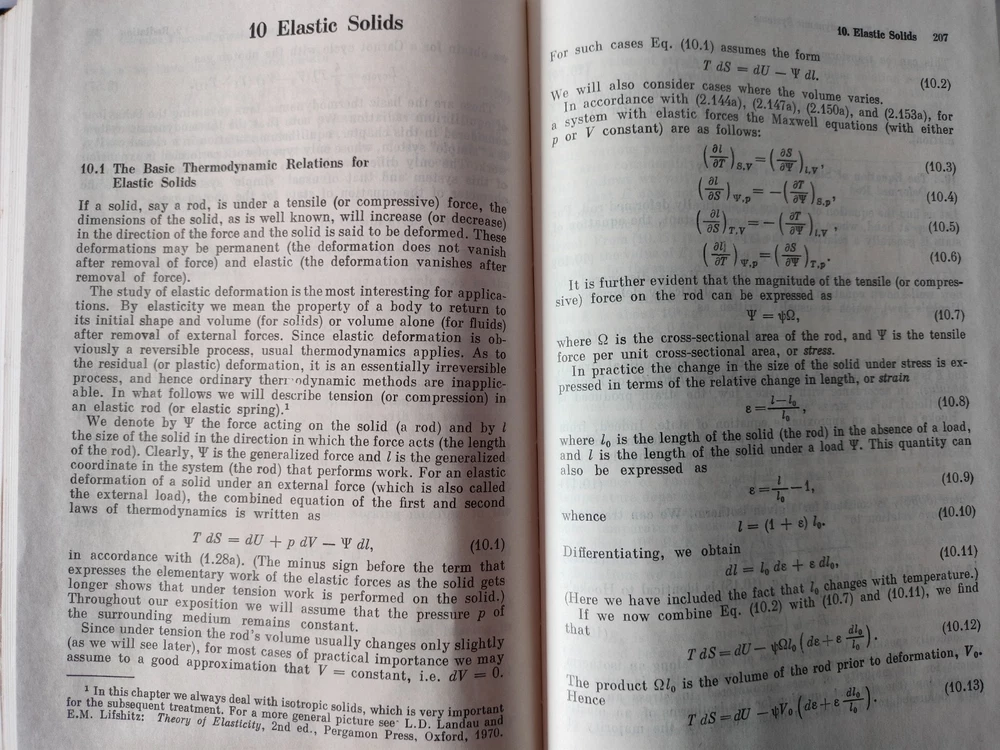 10 Elastic Solids
10.1 The Basic Thermodynamic Relations for
Elastic Solids
If a solid, say a rod, is under a tensile (or compressive) force, the
dimensions of the solid, as is well known, will increase (or decrease)
in the direction of the force and the solid is said to be deformed. These
deformations may be permanent (the deformation does not vanish
after removal of force) and elastic (the deformation vanishes after
removal of force).
The study of elastic deformation is the most interesting for applica-
tions. By elasticity we mean the property of a body to return to
its initial shape and volume (for solids) or volume alone (for fluids)
after removal of external forces. Since elastic deformation is ob-
viously a reversible process, usual thermodynamics applies. As to
the residual (or plastic) deformation, it is an essentially irreversible
process, and hence ordinary thermodynamic methods are inapplic-
able. In what follows we will describe tension (or compression) in
an elastic rod (or elastic spring).¹
We denote by Ψ the force acting on the solid (a rod) and by l
the size of the solid in the direction in which the force acts (the length
of the rod). Clearly, Ψ is the generalized force and l is the generalized
coordinate in the system (the rod) that performs work. For an elastic
deformation of a solid under an external force (which is also called
the external load), the combined equation of the first and second
laws of thermodynamics is written as
T dS = dU + p dV − Ψ dl, (10.1)
in accordance with (1.28a). (The minus sign before the term that
expresses the elementary work of the elastic forces as the solid gets
longer shows that under tension work is performed on the solid.)
Throughout our exposition we will assume that the pressure p of
the surrounding medium remains constant.
Since under tension the rod's volume usually changes only slightly
(as we will see later), for most cases of practical importance we may
assume to a good approximation that V = constant, i.e. dV = 0.
¹ In this chapter we always deal with isotropic solids, which is very important
for the subsequent treatment. For a more general picture see L.D. Landau and
E.M. Lifshitz: Theory of Elasticity, 2nd ed., Pergamon Press, Oxford, 1970.
10. Elastic Solids 207
For such cases Eq. (10.1) assumes the form
T dS = dU − Ψ dl. (10.2)
We will also consider cases where the volume varies.
In accordance with (2.144a), (2.147a), (2.150a), and (2.153a), for
a system with elastic forces the Maxwell equations (with either
p or V constant) are as follows:
(∂l/∂T)_S,V = (∂S/∂Ψ)_l,V, (10.3)
(∂l/∂S)_Ψ,p = −(∂T/∂Ψ)_S,p, (10.4)
(∂l/∂S)_T,V = −(∂T/∂Ψ)_l,V, (10.5)
(∂l/∂T)_Ψ,p = (∂S/∂Ψ)_T,p. (10.6)
It is further evident that the magnitude of the tensile (or compres-
sive) force on the rod can be expressed as
Ψ = ψΩ, (10.7)
where Ω is the cross-sectional area of the rod, and Ψ is the tensile
force per unit cross-sectional area, or stress.
In practice the change in the size of the solid under stress is ex-
pressed in terms of the relative change in length, or strain
ε = (l−l₀)/l₀, (10.8)
where l₀ is the length of the solid (the rod) in the absence of a load,
and l is the length of the solid under a load Ψ. This quantity can
also be expressed as
ε = l/l₀ − 1, (10.9)
whence
l = (1 + ε) l₀. (10.10)
Differentiating, we obtain
dl = l₀ dε + ε dl₀, (10.11)
(Here we have included the fact that l₀ changes with temperature.)
If we now combine Eq. (10.2) with (10.7) and (10.11), we find
that
T dS = dU − ψΩl₀ (dε + ε dl₀/l₀). (10.12)
The product Ωl₀ is the volume of the rod prior to deformation, V₀.
Hence
T dS = dU − ψV₀ (dε + ε dl₀/l₀). (10.13)